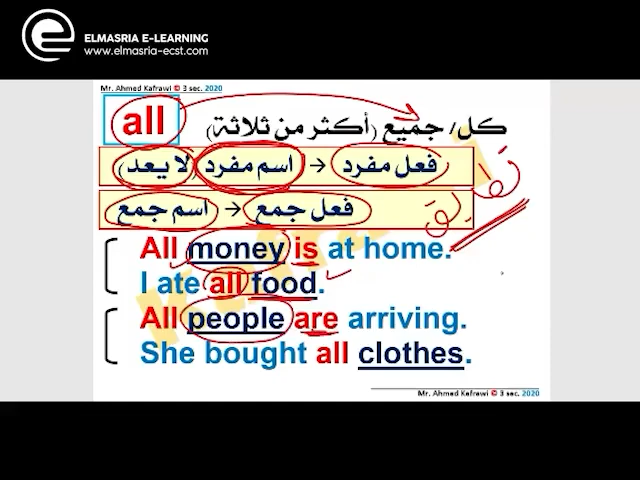 ELMASRIA E-LEARNING
www.elmasria-ecst.com
Mr. Ahmed Kafrawi © 3 sec. 2020
all
كل/ جميع (أكثر من ثلاثة)
(لا يعد) اسم مفرد → فعل مفرد
اسم جمع → فعل جمع
All money is at home.
I ate all food.
All people are arriving.
She bought all clothes.
Mr. Ahmed Kafrawi © 3 sec. 2020